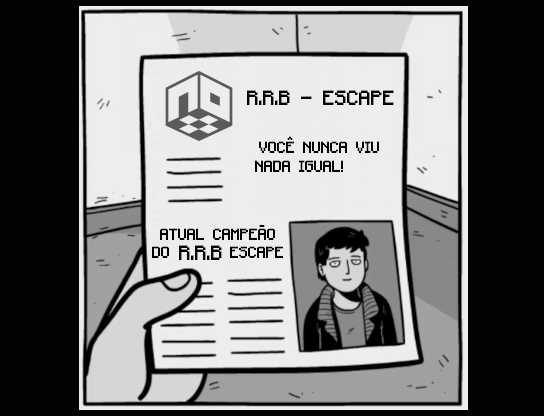 R.R.B - ESCAPE
VOCÊ NUNCA VIU
NADA IGUAL!
ATUAL CAMPEÃO
DO R.R.B ESCAPE